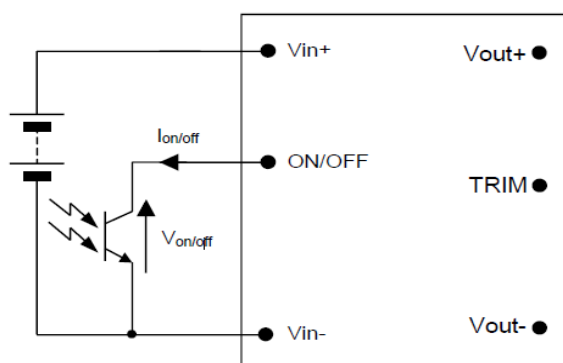 Vin+
Vout+
Ion/off
ON/OFF
TRIM
Von/off
Vin-
Vout-